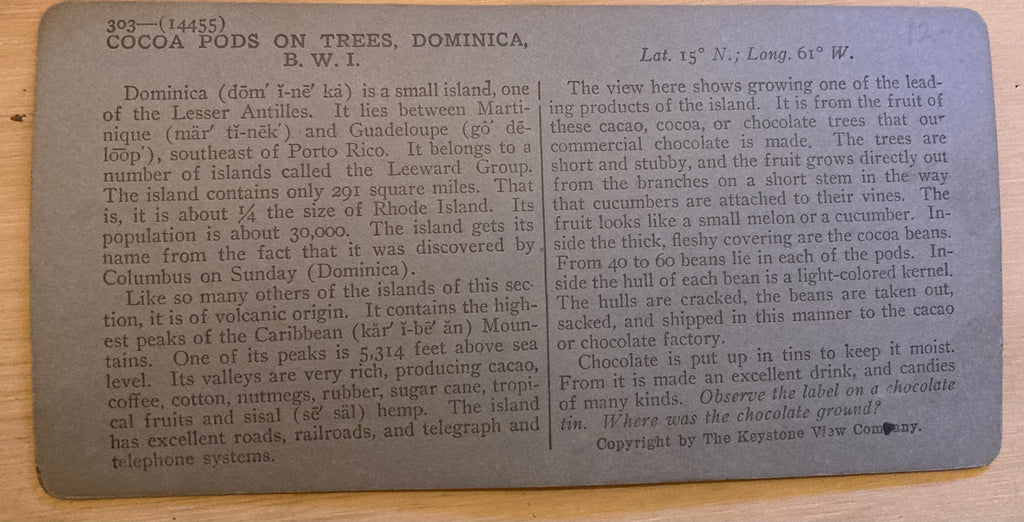 303—(14455)
COCOA PODS ON TREES, DOMINICA,
B. W. I.
Dominica (dŏm′ ĭ-nē′ kȧ) is a small island, one
of the Lesser Antilles. It lies between Marti-
nique (mär′ tĭ-nēk′) and Guadeloupe (gô′ dē-
lo͞op′), southeast of Porto Rico. It belongs to a
number of islands called the Leeward Group.
The island contains only 291 square miles. That
is, it is about ¼ the size of Rhode Island. Its
population is about 30,000. The island gets its
name from the fact that it was discovered by
Columbus on Sunday (Dominica).
Like so many others of the islands of this sec-
tion, it is of volcanic origin. It contains the high-
est peaks of the Caribbean (kăr′ ĭ-bē′ ăn) Moun-
tains. One of its peaks is 5,314 feet above sea
level. Its valleys are very rich, producing cacao,
coffee, cotton, nutmegs, rubber, sugar cane, tropi-
cal fruits and sisal (sē′ säl) hemp. The island
has excellent roads, railroads, and telegraph and
telephone systems.
Lat. 15° N.; Long. 61° W.
The view here shows growing one of the lead-
ing products of the island. It is from the fruit of
these cacao, cocoa, or chocolate trees that our
commercial chocolate is made. The trees are
short and stubby, and the fruit grows directly out
from the branches on a short stem in the way
that cucumbers are attached to their vines. The
fruit looks like a small melon or a cucumber. In-
side the thick, fleshy covering are the cocoa beans.
From 40 to 60 beans lie in each of the pods. In-
side the hull of each bean is a light-colored kernel.
The hulls are cracked, the beans are taken out,
sacked, and shipped in this manner to the cacao
or chocolate factory.
Chocolate is put up in tins to keep it moist.
From it is made an excellent drink, and candies
of many kinds. Observe the label on a chocolate
tin. Where was the chocolate ground?
Copyright by The Keystone View Company.